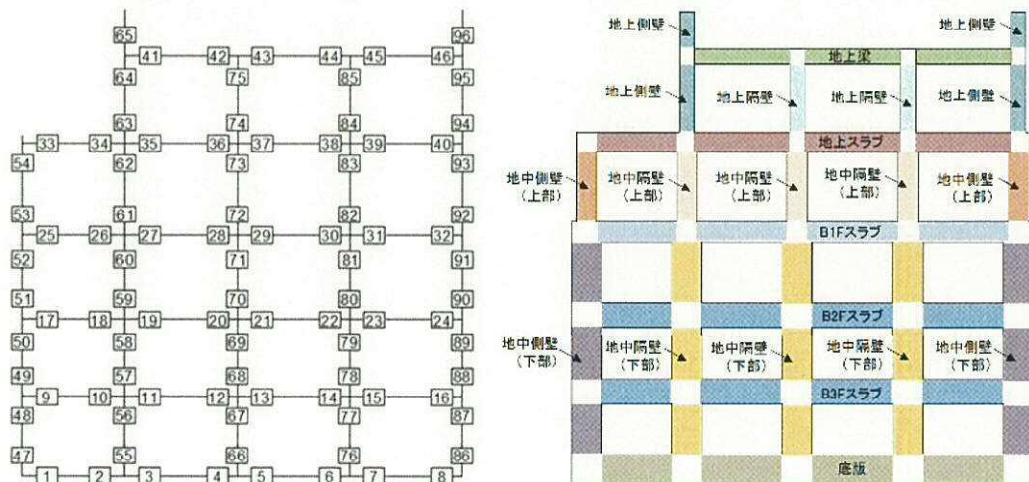 65 96
41 42 43 44 45 46
64 75 85 95
63 74 84 94
33 34 35 36 37 38 39 40
54 62 73 83 93
53 61 72 82 92
25 26 27 28 29 30 31 32
52 60 71 81 91
51 59 70 80 90
17 18 19 20 21 22 23 24
50 58 69 79 89
49 57 68 78 88
9 10 11 12 13 14 15 16
48 56 67 77 87
47 55 66 76 86
1 2 3 4 5 6 7 8
地上側壁 地上側壁
地上梁
地上側壁 地上隔壁 地上隔壁 地上側壁
地上スラブ
地中側壁 地中隔壁 地中隔壁 地中隔壁 地中側壁
(上部) (上部) (上部) (上部) (上部)
B1Fスラブ
B2Fスラブ
地中側壁 地中隔壁 地中隔壁 地中隔壁 地中側壁
(下部) (下部) (下部) (下部) (下部)
B3Fスラブ
底版